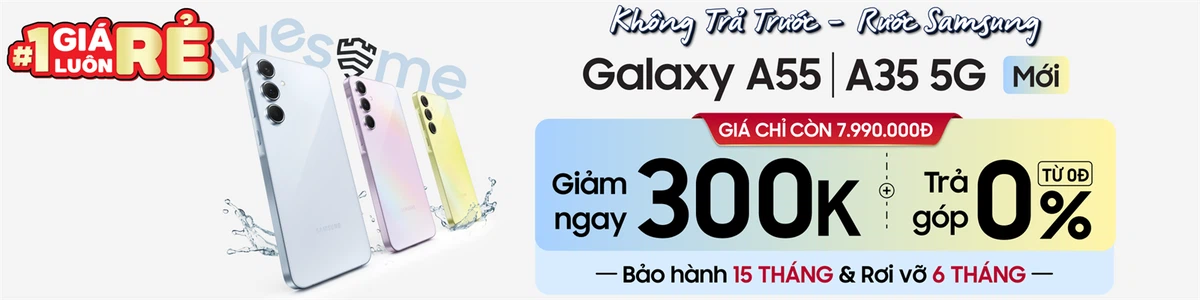 #1 GIÁ LUÔN RẺ
Awesome
SAMSUNG
Không Trả Trước - Rước Samsung
Galaxy A55 | A35 5G Mới
GIÁ CHỈ CÒN 7.990.000Đ
Giảm ngay 300K + Trả góp 0% TỪ 0Đ
— Bảo hành 15 THÁNG & Rơi vỡ 6 THÁNG —